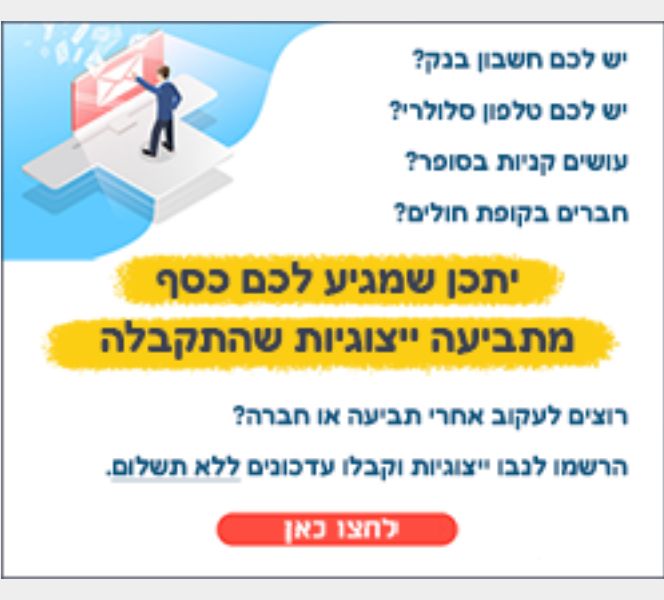 יש לכם חשבון בנק?
יש לכם טלפון סלולרי?
עושים קניות בסופר?
חברים בקופת חולים?
יתכן שמגיע לכם כסף
מתביעה ייצוגיות שהתקבלה
רוצים לעקוב אחרי תביעה או חברה?
הרשמו לנבו ייצוגיות וקבלו עדכונים ללא תשלום.
לחצו כאן